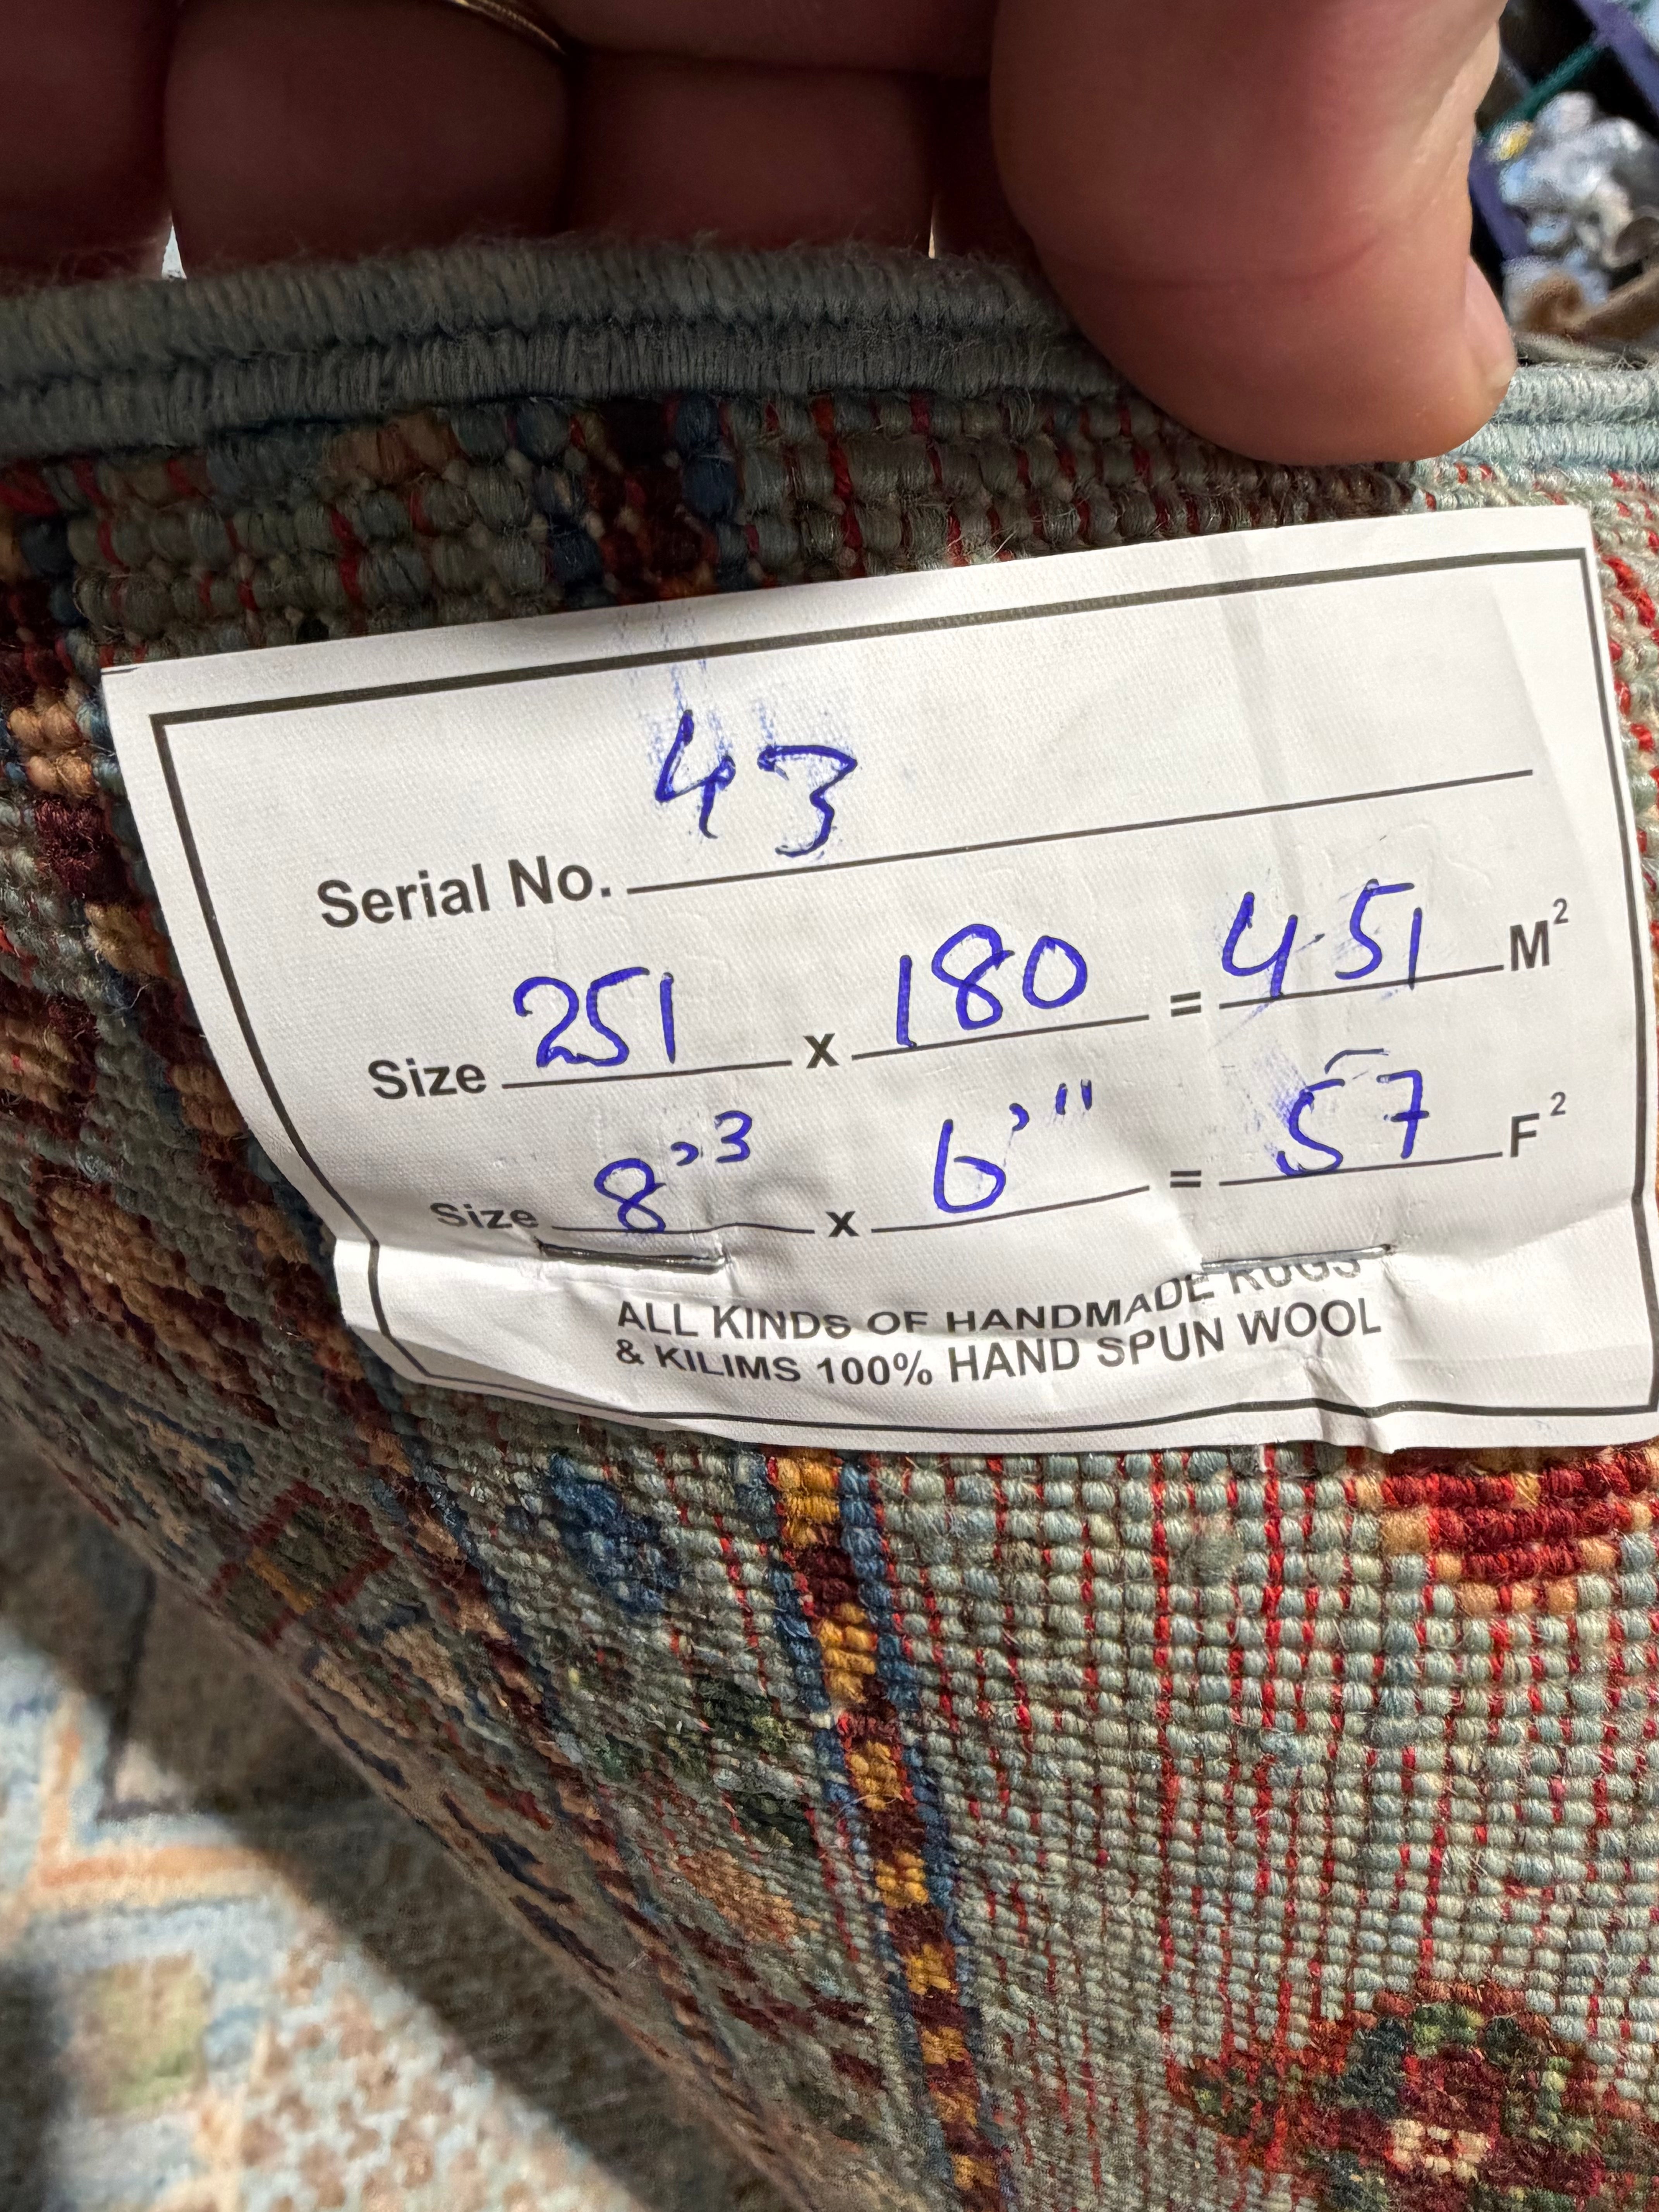 Serial No. 43
Size 251 x 180 = 4.51 M²
Size 8'3 x 6'" = 57 F²
ALL KINDS OF HANDMADE RUGS
& KILIMS 100% HAND SPUN WOOL